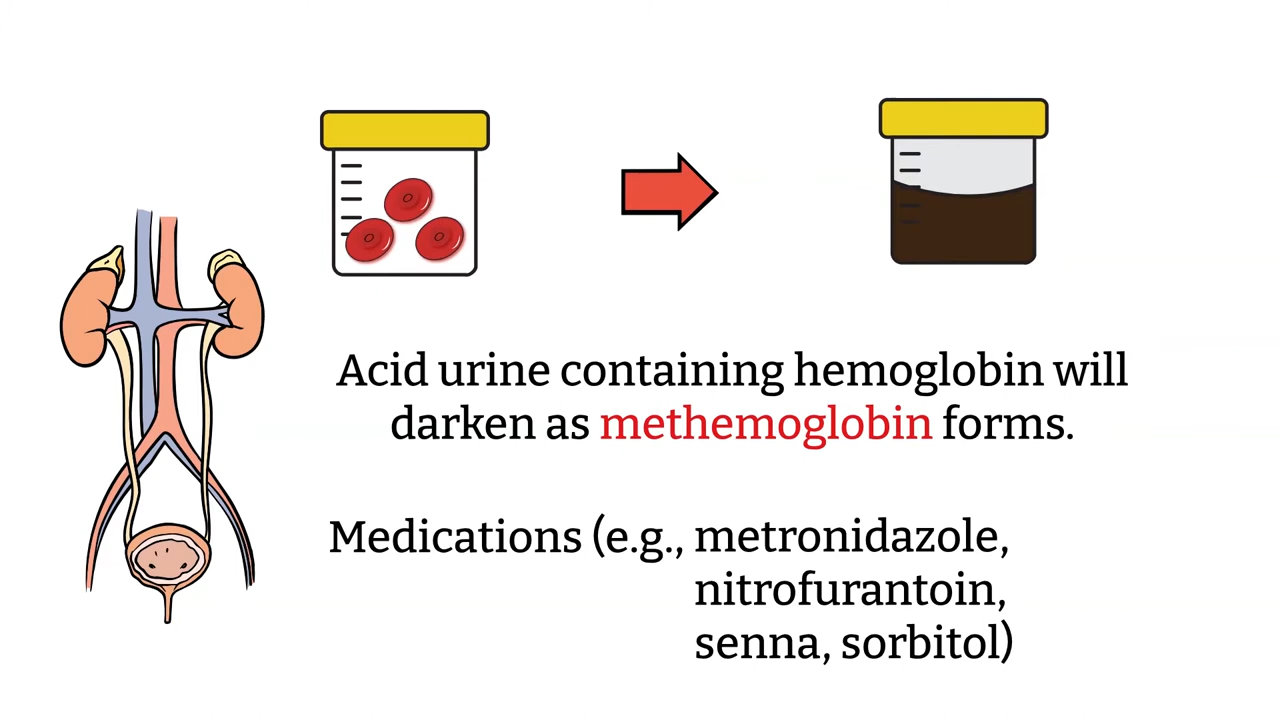 Acid urine containing hemoglobin will
darken as methemoglobin forms.
Medications (e.g., metronidazole,
nitrofurantoin,
senna, sorbitol)